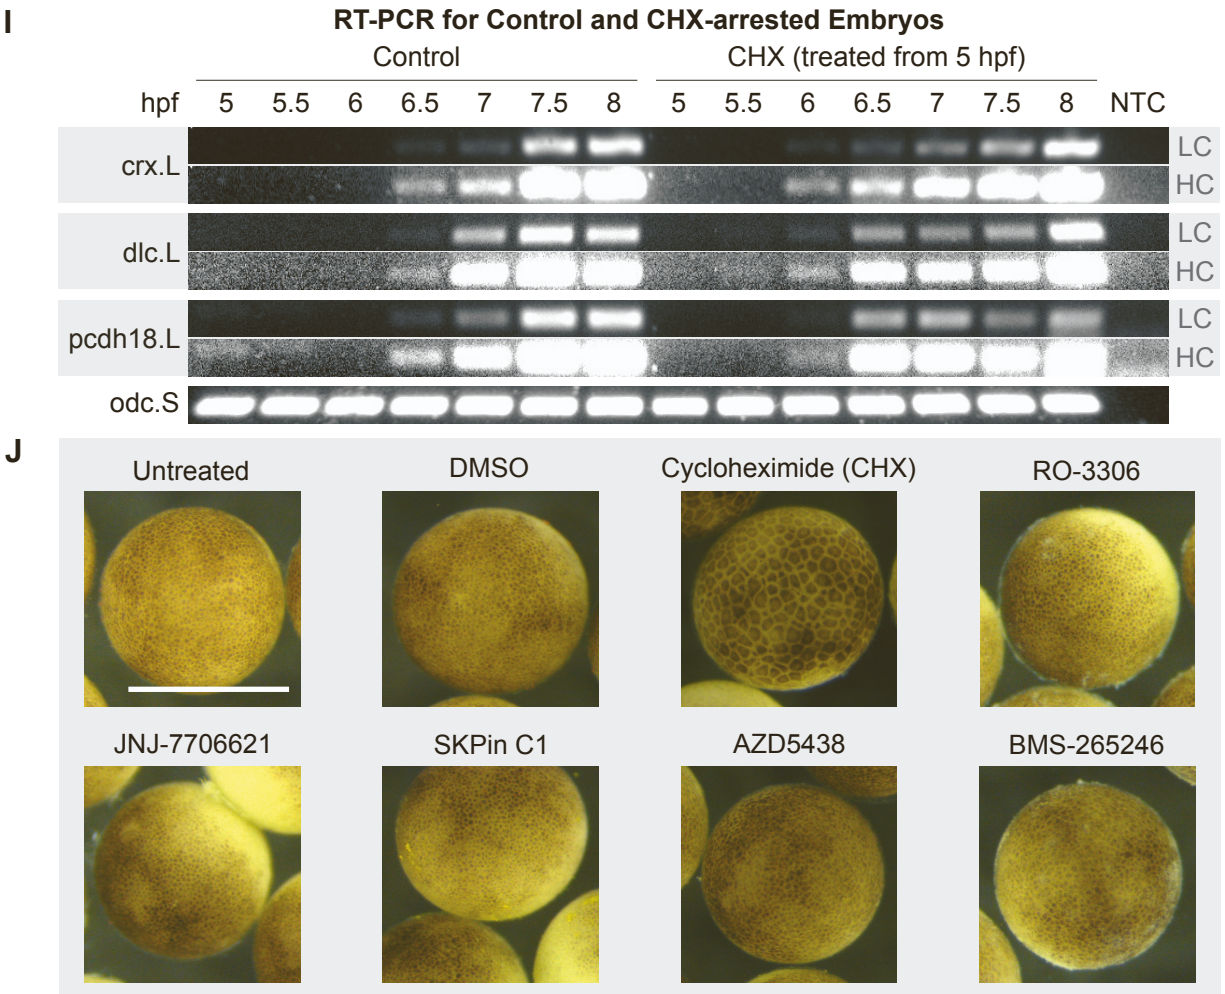 I
RT-PCR for Control and CHX-arrested Embryos
Control CHX (treated from 5 hpf)
hpf 5 5.5 6 6.5 7 7.5 8 5 5.5 6 6.5 7 7.5 8 NTC
crx.L LC
HC
dlc.L LC
HC
pcdh18.L LC
HC
odc.S
J
Untreated DMSO Cycloheximide (CHX) RO-3306
JNJ-7706621 SKPin C1 AZD5438 BMS-265246